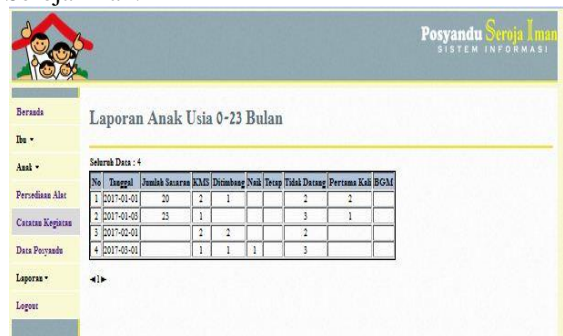 Posyandu Seroja Iman
SISTEM INFORMASI
Beranda
Ibu
Anak
Persediaan Alat
Catatan Kegiatan
Data Posyandu
Laporan
Logout
Laporan Anak Usia 0-23 Bulan
Seluruh Data : 4
No Tanggal Jumlah Sasaran KMS Ditimbang Naik Tetap Tidak Datang Pertama Kali BGM
1 2017-01-01 20 2 1 2 2
2 2017-01-05 25 1 3 1
3 2017-02-01 2 2 2
4 2017-03-01 1 1 1 3
◄1►